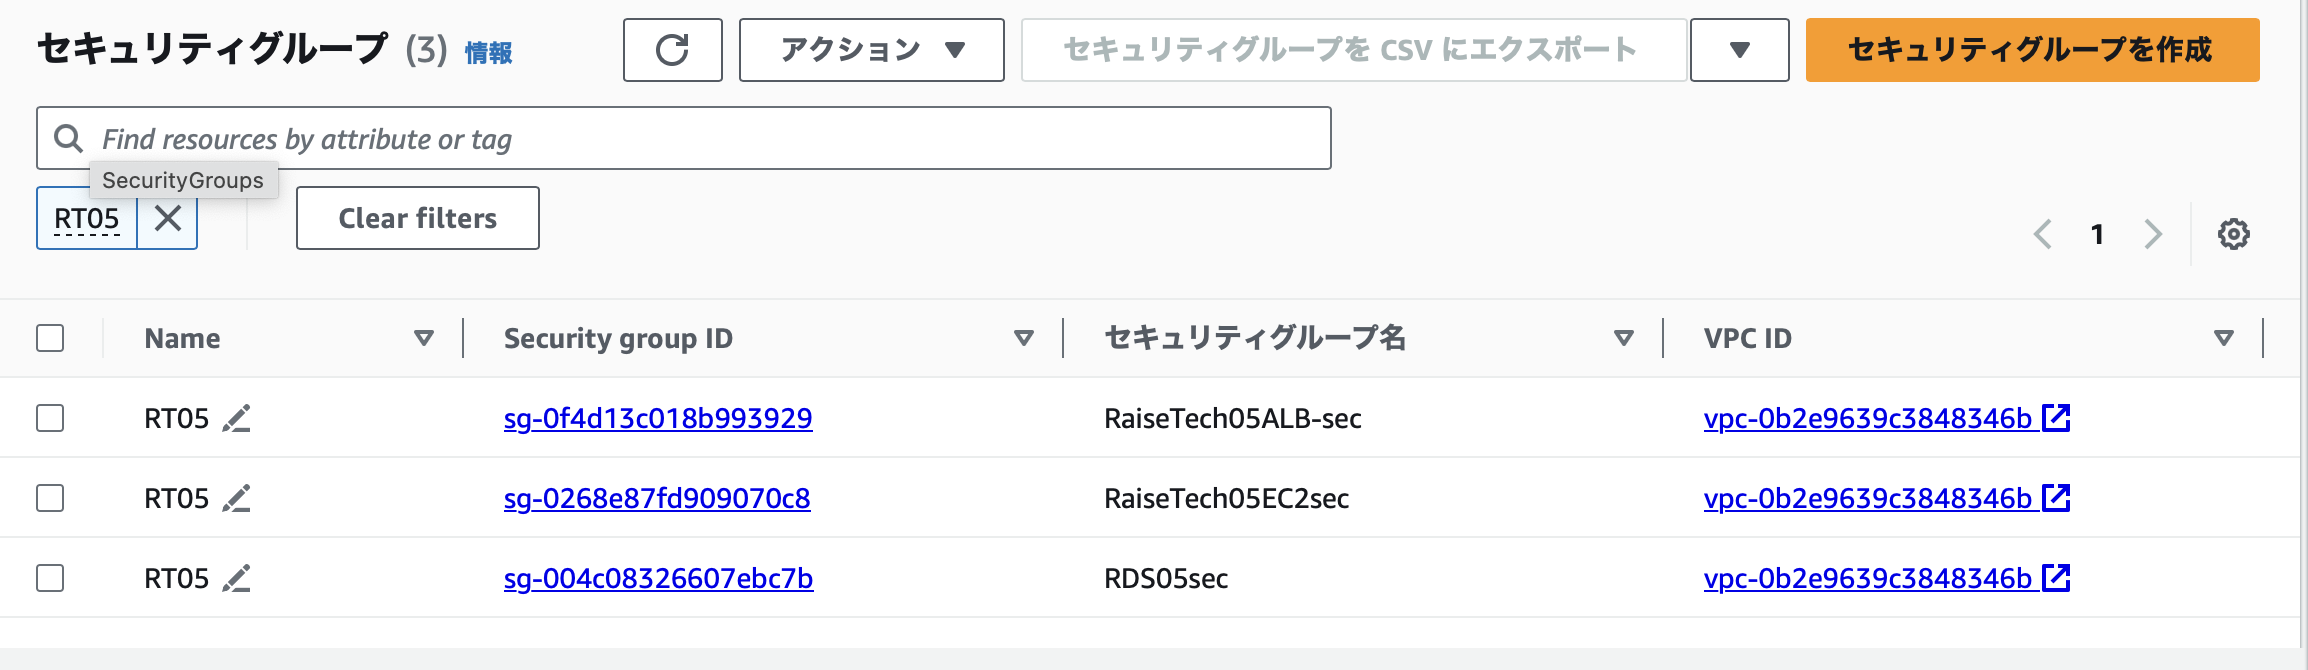 セキュリティグループ (3) 情報 アクション セキュリティグループを CSV にエクスポート セキュリティグループを作成
Find resources by attribute or tag
SecurityGroups
RT05 Clear filters 1
Name Security group ID セキュリティグループ名 VPC ID
RT05 sg-0f4d13c018b993929 RaiseTech05ALB-sec vpc-0b2e9639c3848346b
RT05 sg-0268e87fd909070c8 RaiseTech05EC2sec vpc-0b2e9639c3848346b
RT05 sg-004c08326607ebc7b RDS05sec vpc-0b2e9639c3848346b